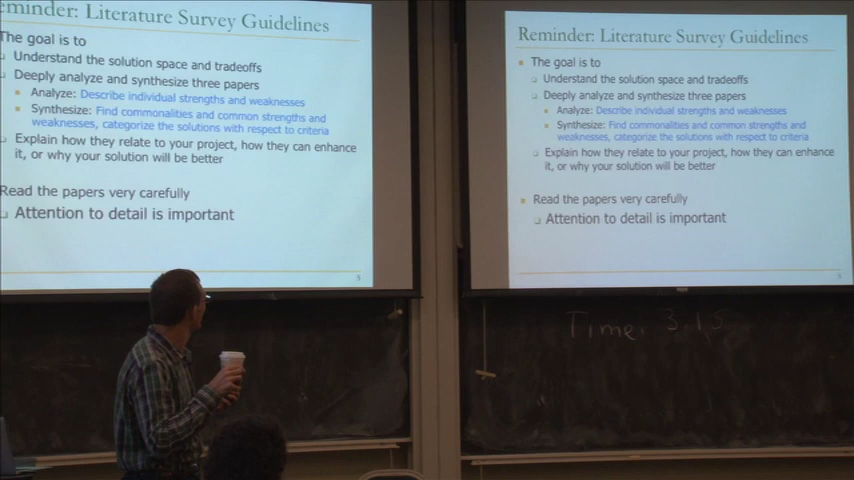 eminder: Literature Survey Guidelines
The goal is to
Understand the solution space and tradeoffs
Deeply analyze and synthesize three papers
Analyze: Describe individual strengths and weaknesses
Synthesize: Find commonalities and common strengths and
weaknesses, categorize the solutions with respect to criteria
Explain how they relate to your project, how they can enhance
it, or why your solution will be better
Read the papers very carefully
Attention to detail is important
5
Reminder: Literature Survey Guidelines
The goal is to
Understand the solution space and tradeoffs
Deeply analyze and synthesize three papers
Analyze: Describe individual strengths and weaknesses
Synthesize: Find commonalities and common strengths and
weaknesses, categorize the solutions with respect to criteria
Explain how they relate to your project, how they can enhance
it, or why your solution will be better
Read the papers very carefully
Attention to detail is important
5
Time: 3:15